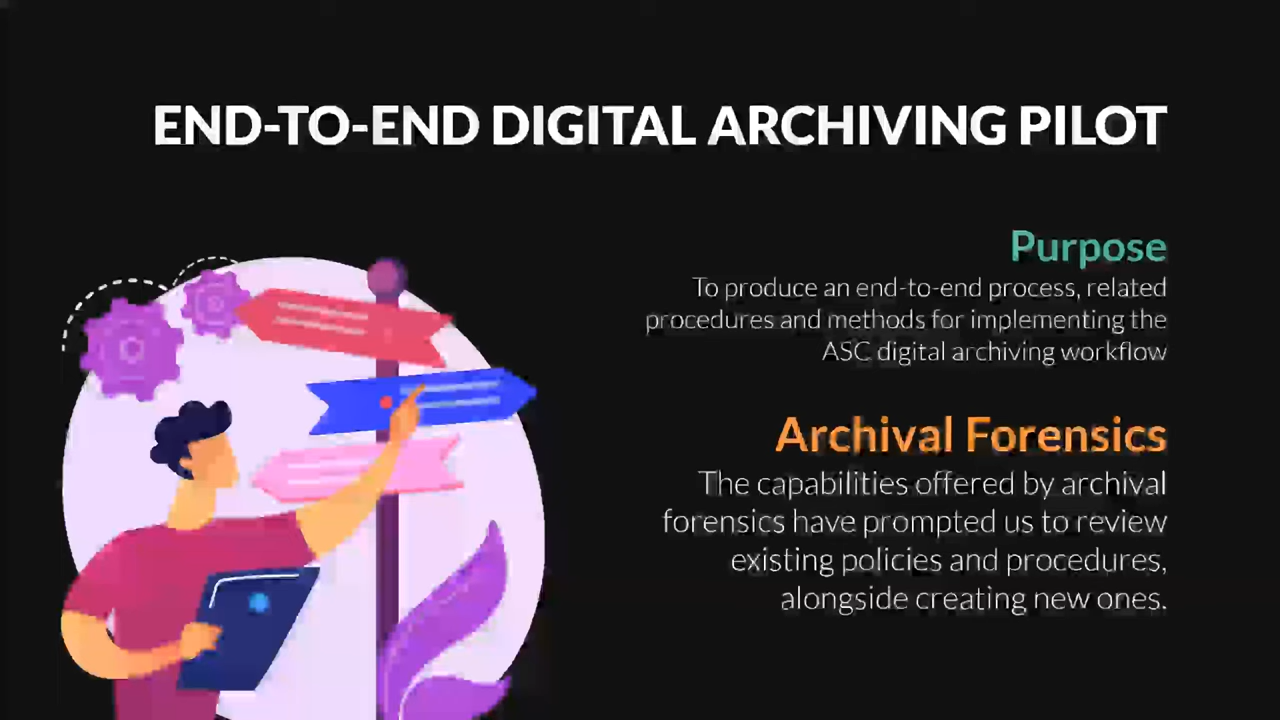 END-TO-END DIGITAL ARCHIVING PILOT
Purpose
To produce an end-to-end process, related
procedures and methods for implementing the
ASC digital archiving workflow
Archival Forensics
The capabilities offered by archival
forensics have prompted us to review
existing policies and procedures,
alongside creating new ones.